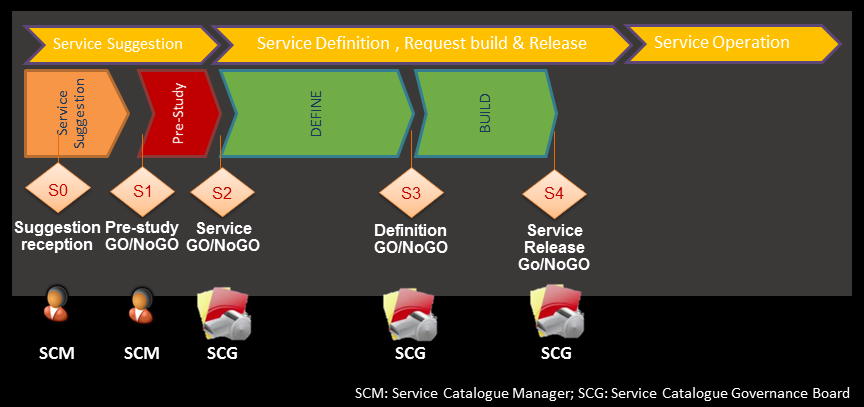 Service Suggestion
Service Definition , Request build & Release
Service Operation
Service
Suggestion
Pre-Study
DEFINE
BUILD
S0
S1
S2
S3
S4
Suggestion
reception
Pre-study
GO/NoGO
Service
GO/NoGO
Definition
GO/NoGO
Service
Release
Go/NoGO
SCM
SCM
SCG
SCG
SCG
SCM: Service Catalogue Manager; SCG: Service Catalogue Governance Board